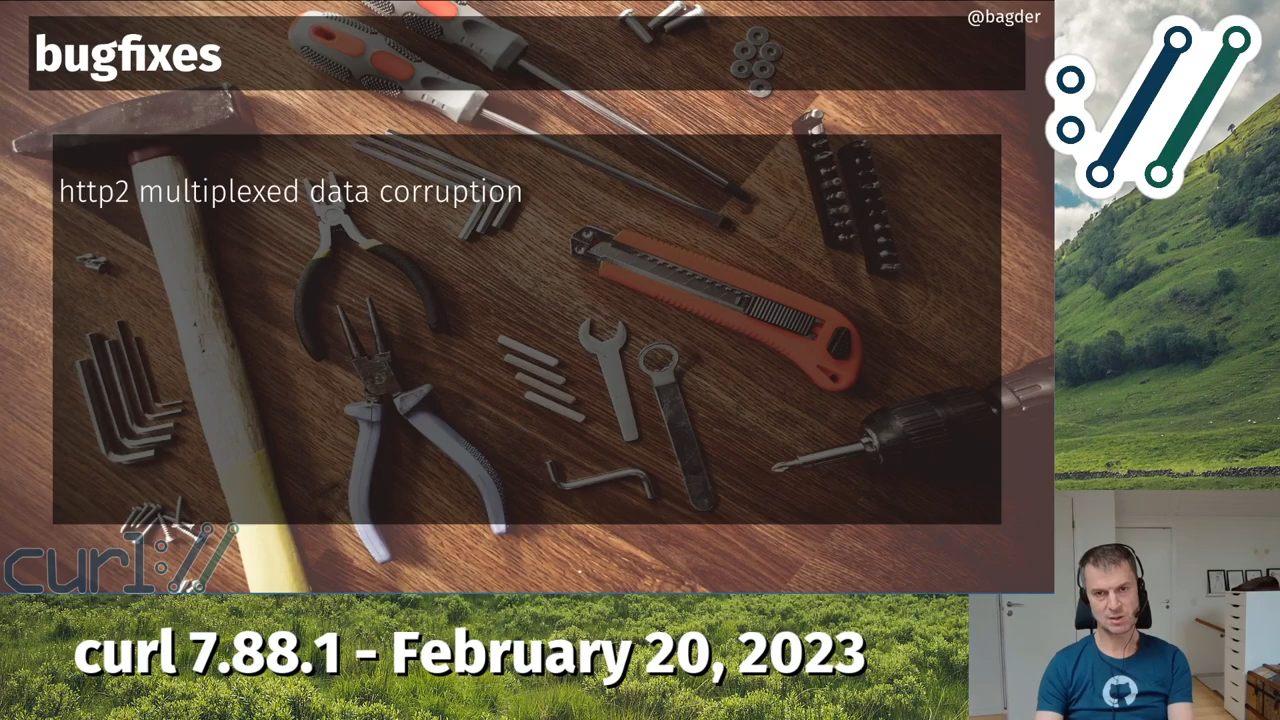 @bagder
bugfixes
http2 multiplexed data corruption
curl://
curl 7.88.1 - February 20, 2023